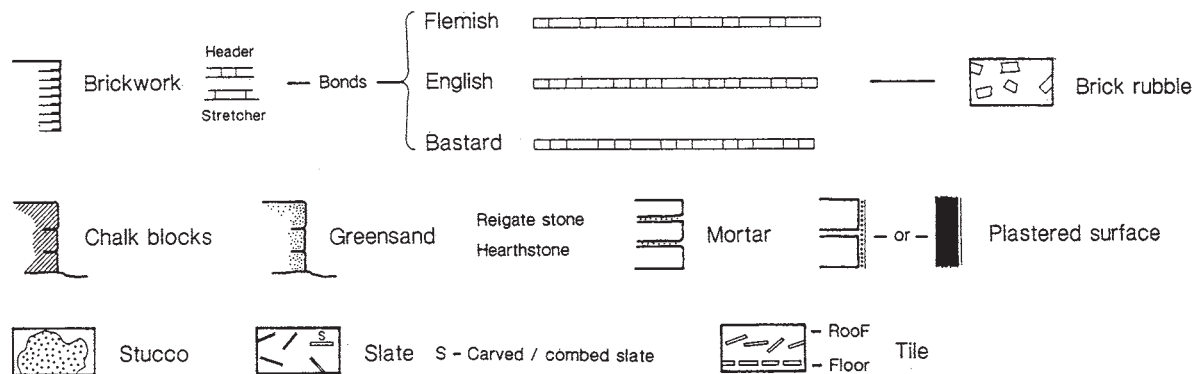 Flemish
Header
Brickwork
Bonds
English
Brick rubble
Stretcher
Bastard
Chalk blocks
Greensand
Reigate stone
Hearthstone
Mortar
- or -
Plastered surface
Stucco
S
Slate
S - Carved / combed slate
- RooF
- Floor
Tile